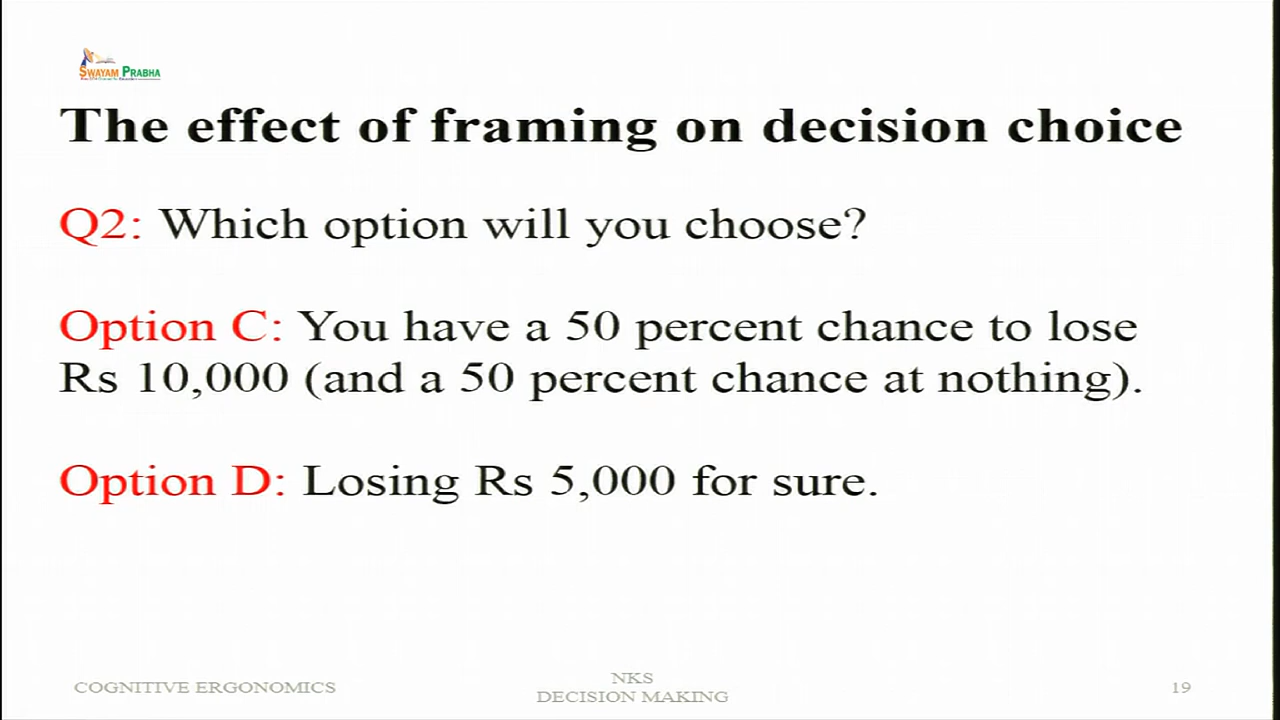 SWAYAM PRABHA
The effect of framing on decision choice
Q2: Which option will you choose?
Option C: You have a 50 percent chance to lose
Rs 10,000 (and a 50 percent chance at nothing).
Option D: Losing Rs 5,000 for sure.
COGNITIVE ERGONOMICS
NKS
DECISION MAKING
19